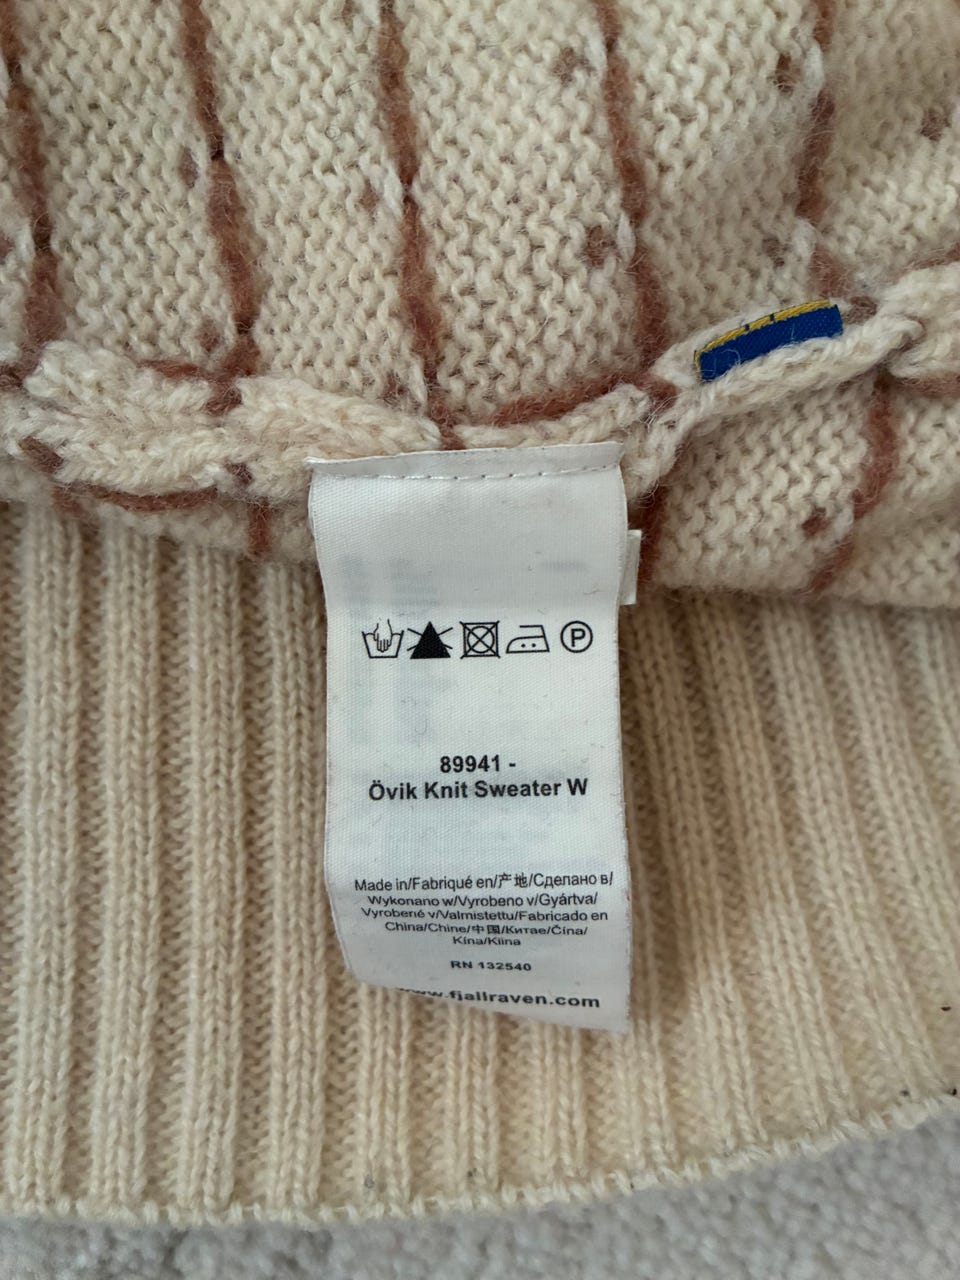 P
89941 -
Övik Knit Sweater W
Made in/Fabriqué en/产地/Сделано в/
Wykonano w/Vyrobeno v/Gyártva/
Vyrobené v/Valmistettu/Fabricado en
China/Chine/中国/Китае/Čína/
Kína/Kiina
RN 132540
www.fjallraven.com